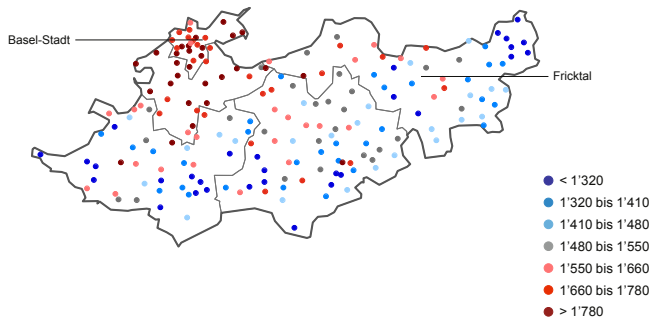 Basel-Stadt
Fricktal
< 1'320
1'320 bis 1'410
1'410 bis 1'480
1'480 bis 1'550
1'550 bis 1'660
1'660 bis 1'780
> 1'780